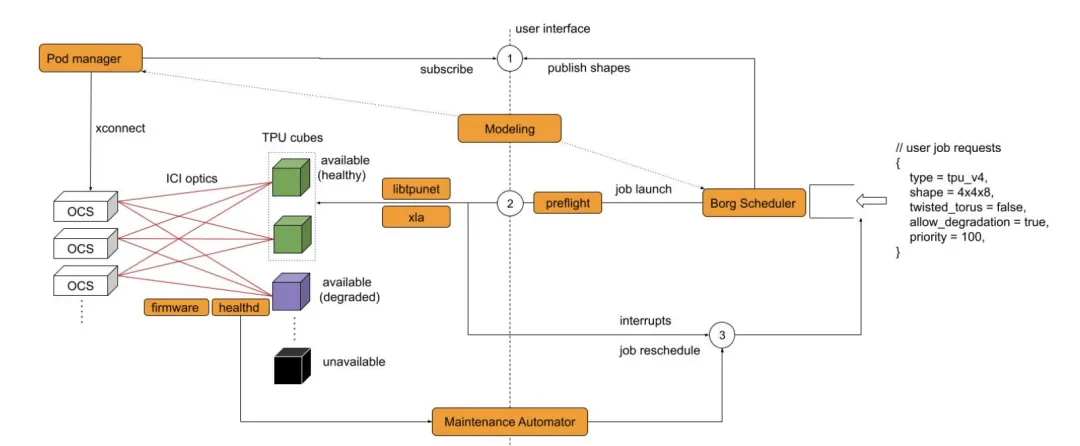 user interface
Pod manager
1
subscribe
publish shapes
xconnect
Modeling
TPU cubes
ICI optics
available
(healthy)
// user job requests
{
type = tpu_v4,
shape = 4x4x8,
twisted_torus = false,
allow_degradation = true,
priority = 100,
}
libtpunet
job launch
2
preflight
Borg Scheduler
xla
OCS
OCS
OCS
available
(degraded)
firmware
healthd
interrupts
3
job reschedule
unavailable
Maintenance Automator